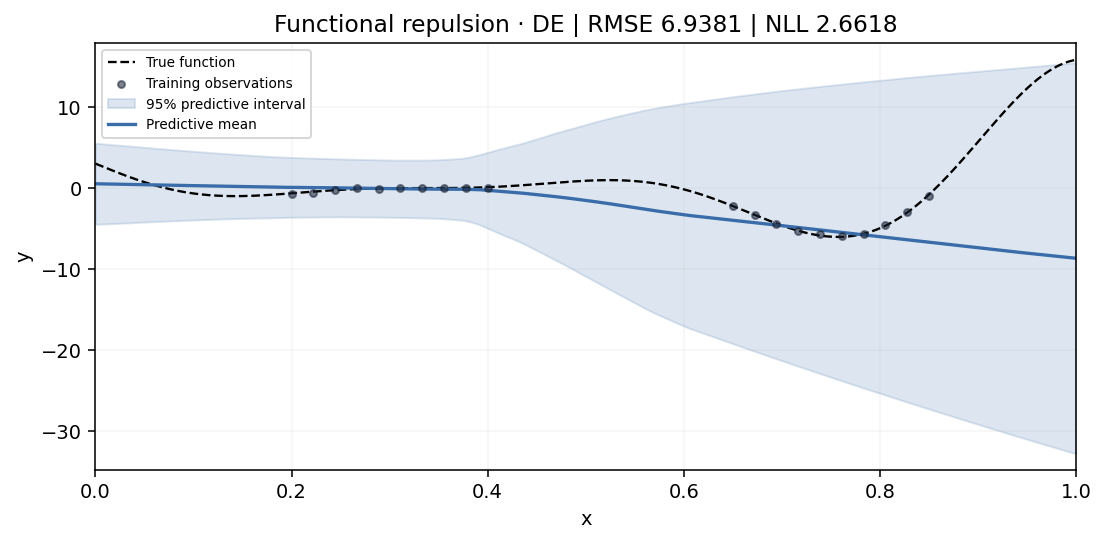 Functional repulsion · DE | RMSE 6.9381 | NLL 2.6618
True function
Training observations
95% predictive interval
Predictive mean
10
0
−10
−20
−30
y
0.0
0.2
0.4
0.6
0.8
1.0
x